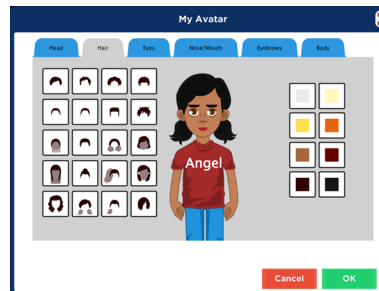 My Avatar
Head
Hair
Eyes
Nose/Mouth
Eyebrows
Body
Angel
Cancel
OK